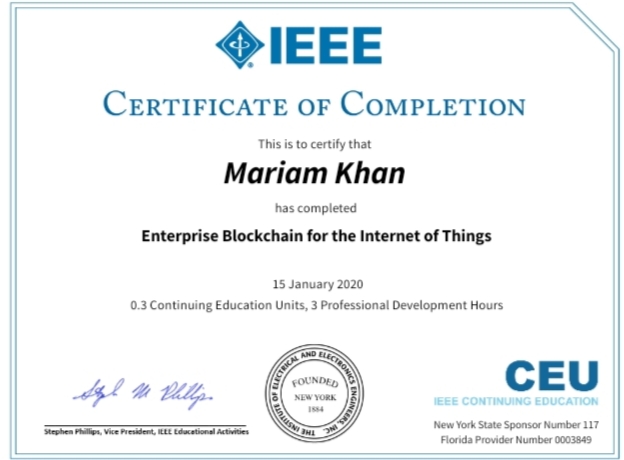 IEEE
CERTIFICATE OF COMPLETION
This is to certify that
Mariam Khan
has completed
Enterprise Blockchain for the Internet of Things
15 January 2020
0.3 Continuing Education Units, 3 Professional Development Hours
Stph M Phillips
Stephen Phillips, Vice President, IEEE Educational Activities
THE INSTITUTE OF ELECTRICAL AND ELECTRONICS ENGINEERS, INC.
FOUNDED
NEW YORK
1884
CEU
IEEE CONTINUING EDUCATION
New York State Sponsor Number 117
Florida Provider Number 0003849